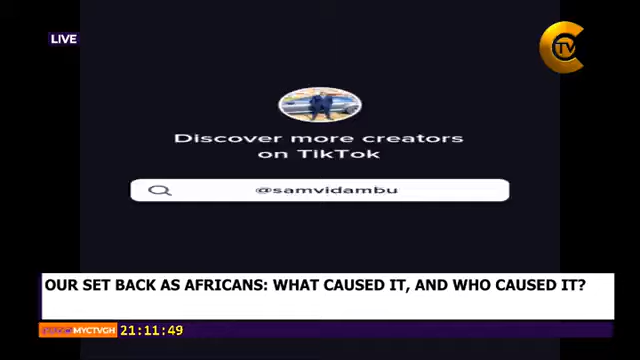 LIVE
TV
Discover more creators
on TikTok
@samvidambu
OUR SET BACK AS AFRICANS: WHAT CAUSED IT, AND WHO CAUSED IT?
MYCTVGH
21:11:49